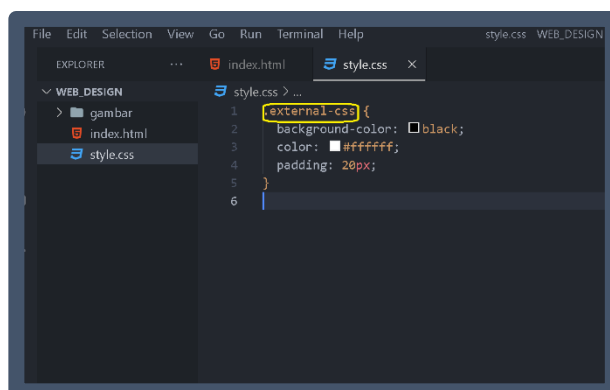 File Edit Selection View Go Run Terminal Help style.css WEB_DESIGN
EXPLORER ... index.html style.css ×
WEB_DESIGN style.css > ...
gambar
index.html
style.css
1 .external-css {
2 background-color: black;
3 color: #ffffff;
4 padding: 20px;
5 }
6